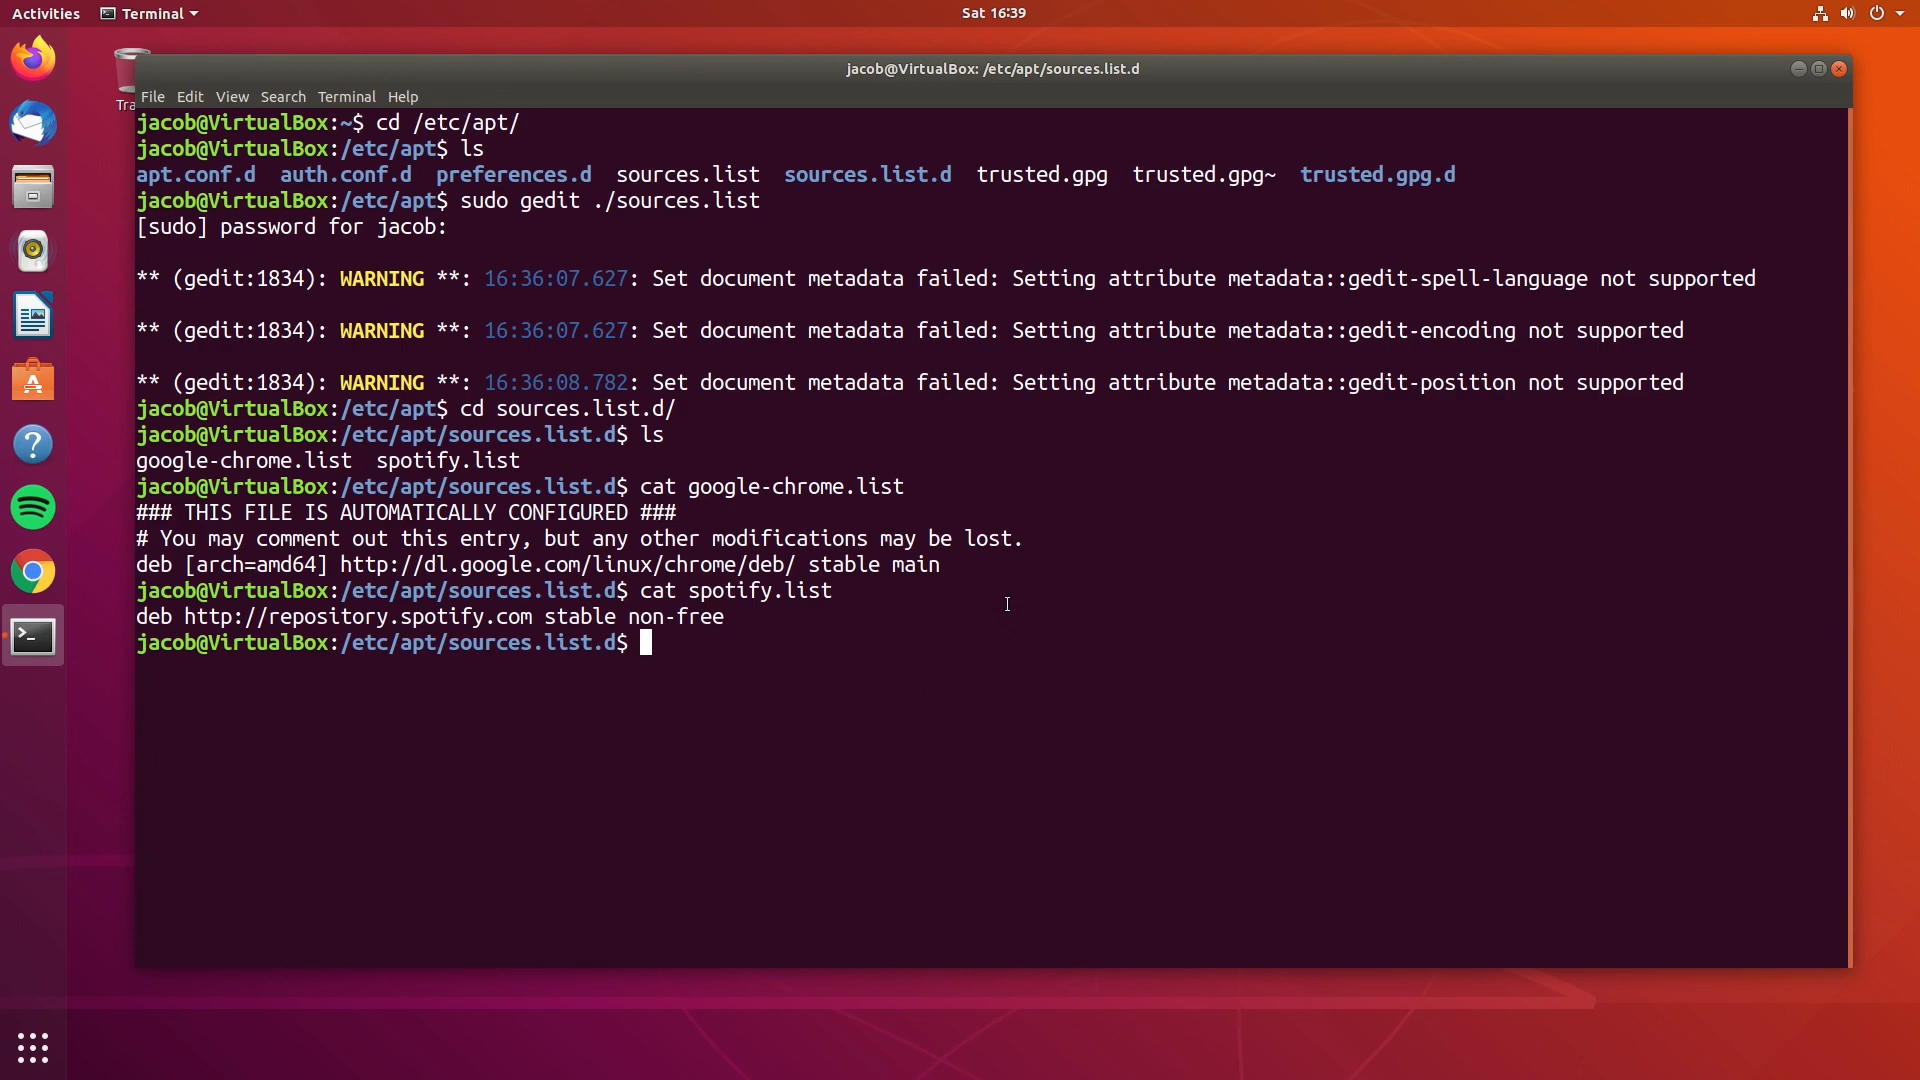 Activities Terminal Sat 16:39
jacob@VirtualBox: /etc/apt/sources.list.d
File Edit View Search Terminal Help
Tra
jacob@VirtualBox:~$ cd /etc/apt/
jacob@VirtualBox:/etc/apt$ ls
apt.conf.d auth.conf.d preferences.d sources.list sources.list.d trusted.gpg trusted.gpg~ trusted.gpg.d
jacob@VirtualBox:/etc/apt$ sudo gedit ./sources.list
[sudo] password for jacob:
** (gedit:1834): WARNING **: 16:36:07.627: Set document metadata failed: Setting attribute metadata::gedit-spell-language not supported
** (gedit:1834): WARNING **: 16:36:07.627: Set document metadata failed: Setting attribute metadata::gedit-encoding not supported
** (gedit:1834): WARNING **: 16:36:08.782: Set document metadata failed: Setting attribute metadata::gedit-position not supported
jacob@VirtualBox:/etc/apt$ cd sources.list.d/
jacob@VirtualBox:/etc/apt/sources.list.d$ ls
google-chrome.list spotify.list
jacob@VirtualBox:/etc/apt/sources.list.d$ cat google-chrome.list
### THIS FILE IS AUTOMATICALLY CONFIGURED ###
# You may comment out this entry, but any other modifications may be lost.
deb [arch=amd64] http://dl.google.com/linux/chrome/deb/ stable main
jacob@VirtualBox:/etc/apt/sources.list.d$ cat spotify.list
deb http://repository.spotify.com stable non-free
jacob@VirtualBox:/etc/apt/sources.list.d$